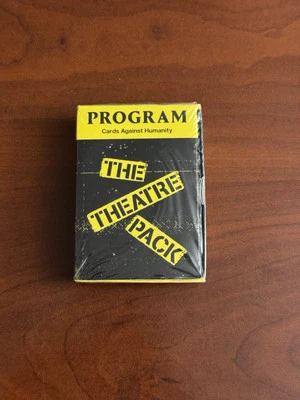 PROGRAM
Cards Against Humanity
THE
THEATRE
PACK